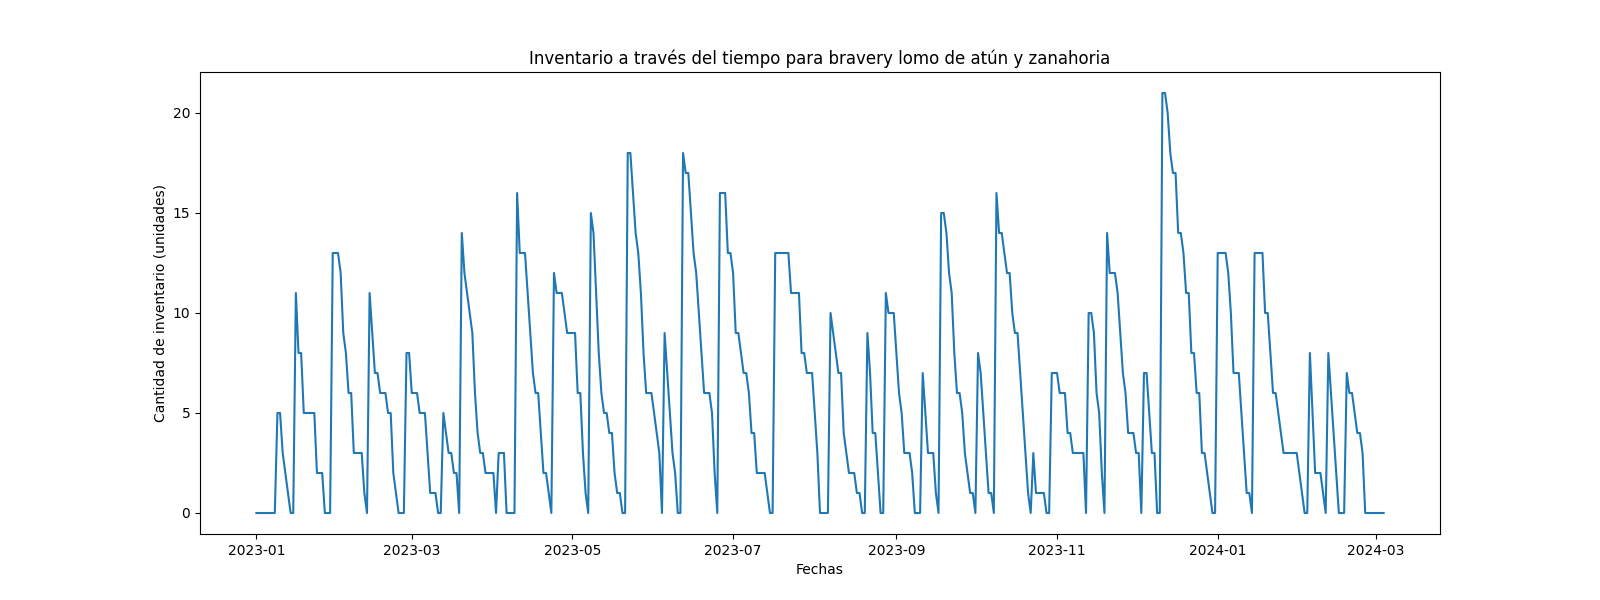 Inventario a través del tiempo para bravery lomo de atún y zanahoria
Cantidad de inventario (unidades)
20
15
10
5
0
2023-01 2023-03 2023-05 2023-07 2023-09 2023-11 2024-01 2024-03
Fechas